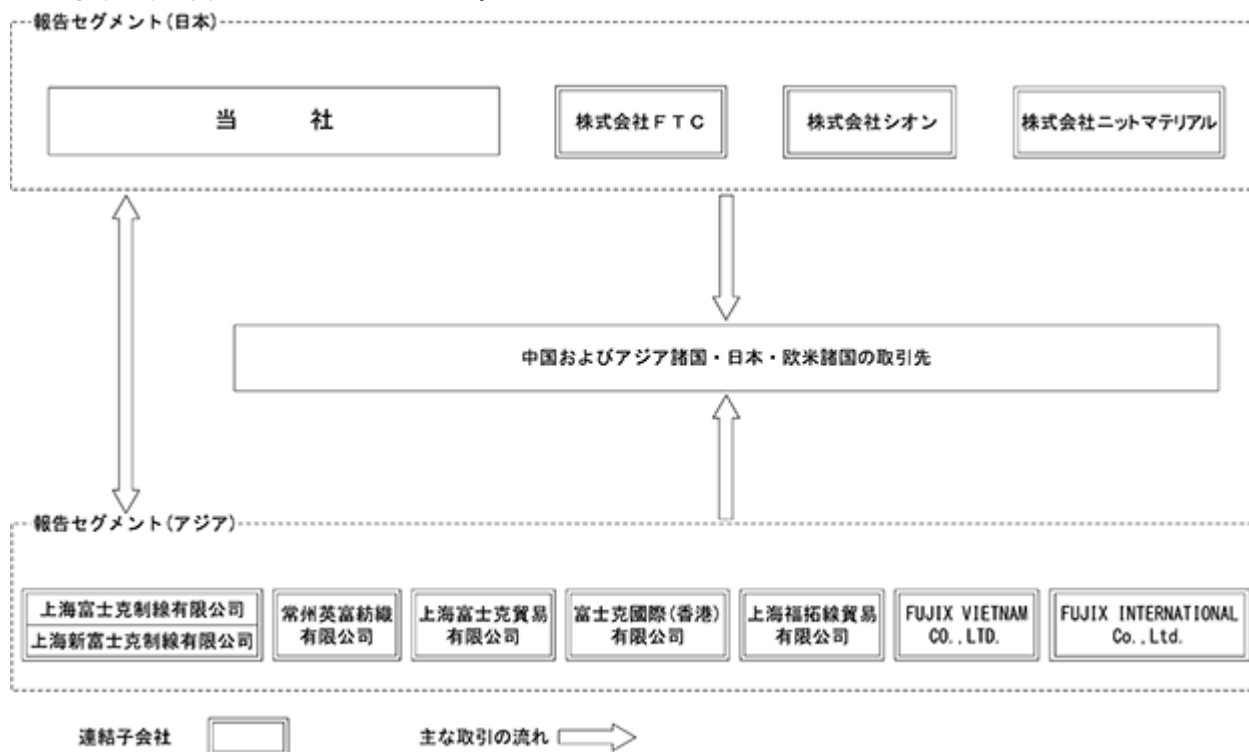 報告セグメント(日本)
当 社
株式会社FTC
株式会社シオン
株式会社ニットマテリアル
中国およびアジア諸国・日本・欧米諸国の取引先
報告セグメント(アジア)
上海富士克制線有限公司
上海新富士克制線有限公司
常州英富紡織
有限公司
上海富士克貿易
有限公司
富士克國際(香港)
有限公司
上海福拓線貿易
有限公司
FUJIX VIETNAM
CO.,LTD.
FUJIX INTERNATIONAL
Co.,Ltd.
連結子会社
主な取引の流れ